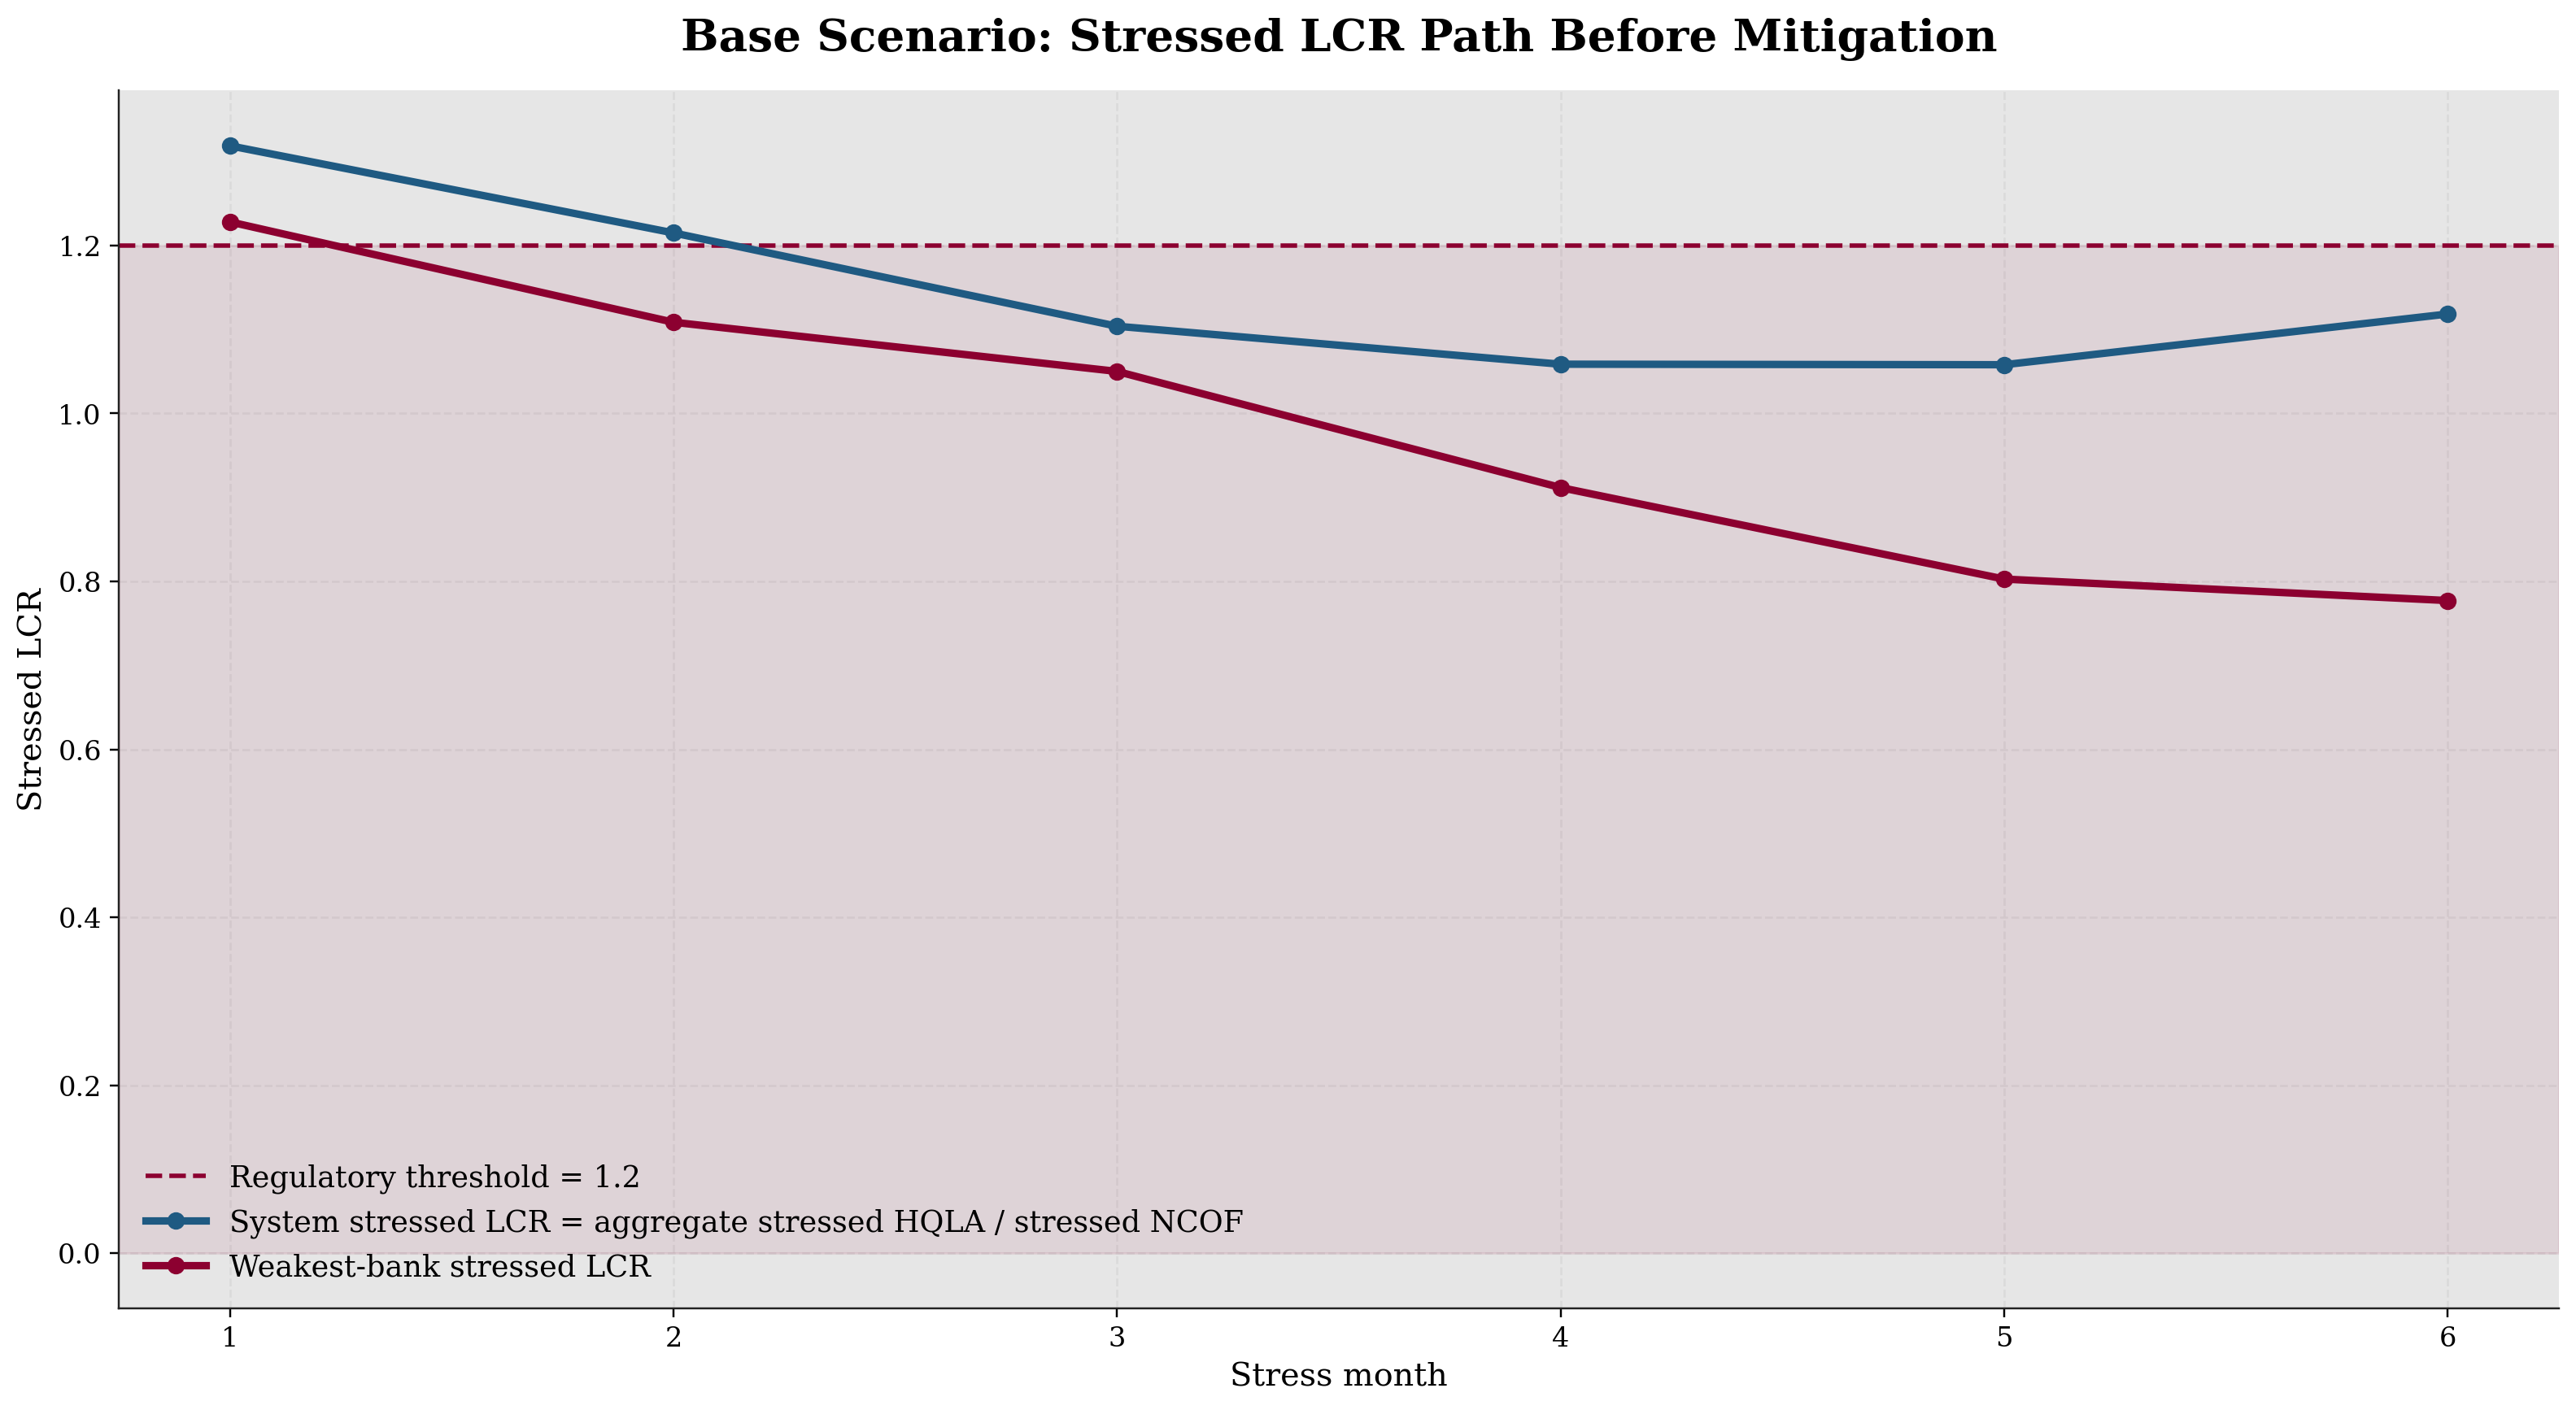 Base Scenario: Stressed LCR Path Before Mitigation
Stressed LCR
1.2
1.0
0.8
0.6
0.4
0.2
0.0
Regulatory threshold = 1.2
System stressed LCR = aggregate stressed HQLA / stressed NCOF
Weakest-bank stressed LCR
1 2 3 4 5 6
Stress month